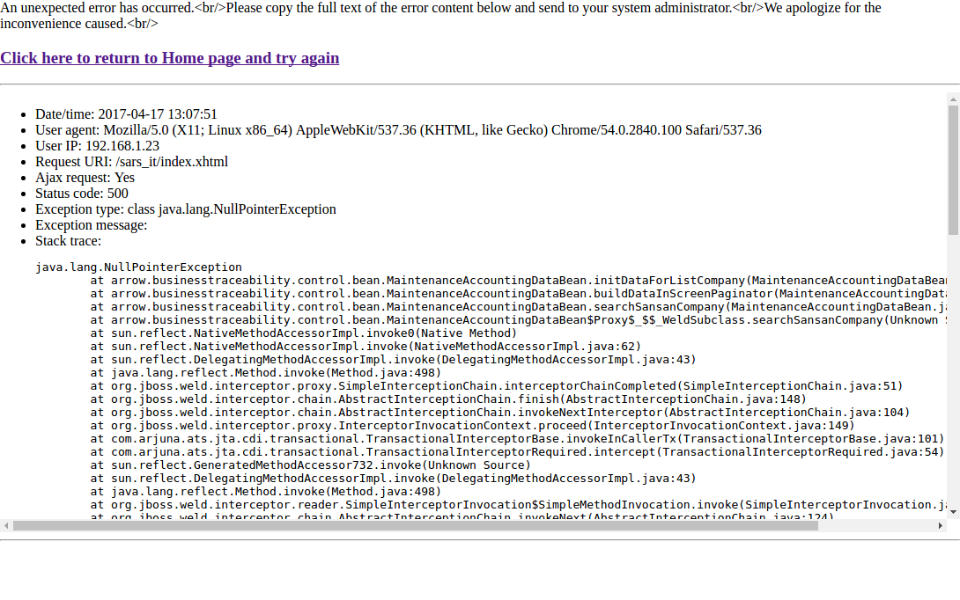 An unexpected error has occurred.<br/>Please copy the full text of the error content below and send to your system administrator.<br/>We apologize for the
inconvenience caused.<br/>
Click here to return to Home page and try again
Date/time: 2017-04-17 13:07:51
User agent: Mozilla/5.0 (X11; Linux x86_64) AppleWebKit/537.36 (KHTML, like Gecko) Chrome/54.0.2840.100 Safari/537.36
User IP: 192.168.1.23
Request URI: /sars_it/index.xhtml
Ajax request: Yes
Status code: 500
Exception type: class java.lang.NullPointerException
Exception message:
Stack trace:
java.lang.NullPointerException
at arrow.businesstraceability.control.bean.MaintenanceAccountingDataBean.initDataForListCompany(MaintenanceAccountingDataBean
at arrow.businesstraceability.control.bean.MaintenanceAccountingDataBean.buildDataInScreenPaginator(MaintenanceAccountingData
at arrow.businesstraceability.control.bean.MaintenanceAccountingDataBean.searchSansanCompany(MaintenanceAccountingDataBean.ja
at arrow.businesstraceability.control.bean.MaintenanceAccountingDataBean$Proxy$_$$_WeldSubclass.searchSansanCompany(Unknown
at sun.reflect.NativeMethodAccessorImpl.invoke0(Native Method)
at sun.reflect.NativeMethodAccessorImpl.invoke(NativeMethodAccessorImpl.java:62)
at sun.reflect.DelegatingMethodAccessorImpl.invoke(DelegatingMethodAccessorImpl.java:43)
at java.lang.reflect.Method.invoke(Method.java:498)
at org.jboss.weld.interceptor.proxy.SimpleInterceptionChain.interceptorChainCompleted(SimpleInterceptionChain.java:51)
at org.jboss.weld.interceptor.chain.AbstractInterceptionChain.finish(AbstractInterceptionChain.java:148)
at org.jboss.weld.interceptor.chain.AbstractInterceptionChain.invokeNextInterceptor(AbstractInterceptionChain.java:104)
at org.jboss.weld.interceptor.proxy.InterceptorInvocationContext.proceed(InterceptorInvocationContext.java:149)
at com.arjuna.ats.jta.cdi.transactional.TransactionalInterceptorBase.invokeInCallerTx(TransactionalInterceptorBase.java:101)
at com.arjuna.ats.jta.cdi.transactional.TransactionalInterceptorRequired.intercept(TransactionalInterceptorRequired.java:54)
at sun.reflect.GeneratedMethodAccessor732.invoke(Unknown Source)
at sun.reflect.DelegatingMethodAccessorImpl.invoke(DelegatingMethodAccessorImpl.java:43)
at java.lang.reflect.Method.invoke(Method.java:498)
at org.jboss.weld.interceptor.reader.SimpleInterceptorInvocation$SimpleMethodInvocation.invoke(SimpleInterceptorInvocation.ja
at org.jboss.weld.interceptor.chain.AbstractInterceptionChain.invokeNext(AbstractInterceptionChain.java:124)